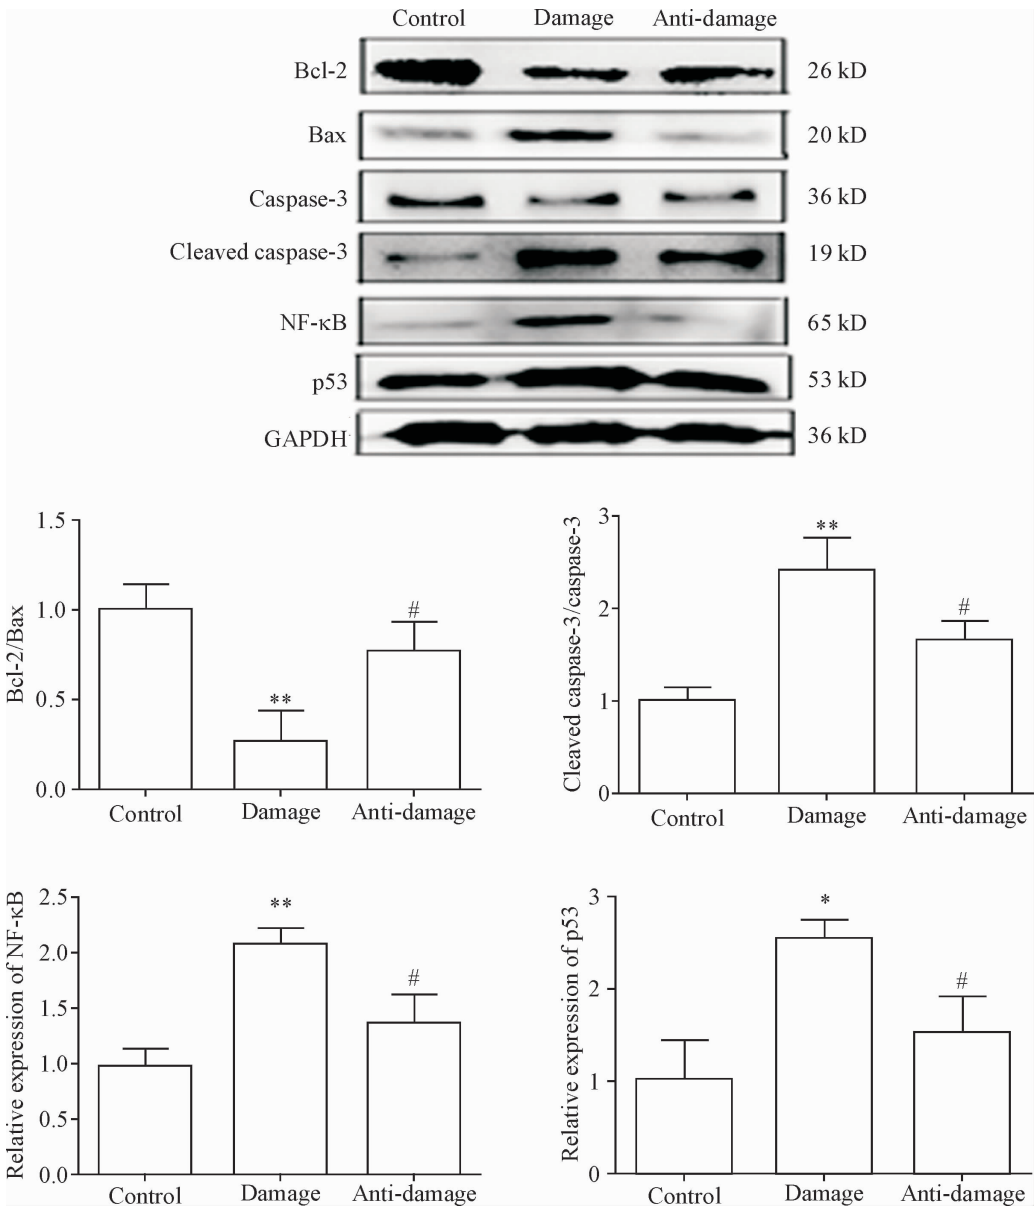 Control Damage Anti-damage
Bcl-2 26 kD
Bax 20 kD
Caspase-3 36 kD
Cleaved caspase-3 19 kD
NF-κB 65 kD
p53 53 kD
GAPDH 36 kD
Bcl-2/Bax
1.5
1.0
0.5
0.0
**
#
Control Damage Anti-damage
Cleaved caspase-3/caspase-3
3
2
1
0
**
#
Control Damage Anti-damage
Relative expression of NF-κB
2.5
2.0
1.5
1.0
0.5
0.0
**
#
Control Damage Anti-damage
Relative expression of p53
3
2
1
0
*
#
Control Damage Anti-damage